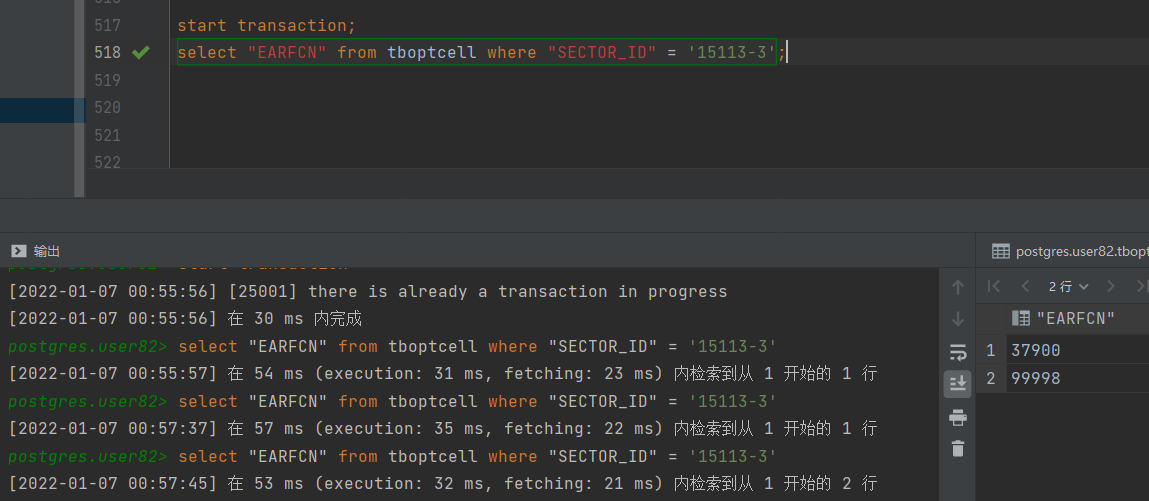 517 start transaction;
518 select "EARFCN" from tboptcell where "SECTOR_ID" = '15113-3';
519
520
521
522
输出
[2022-01-07 00:55:56] [25001] there is already a transaction in progress
[2022-01-07 00:55:56] 在 30 ms 内完成
postgres.user82> select "EARFCN" from tboptcell where "SECTOR_ID" = '15113-3'
[2022-01-07 00:55:57] 在 54 ms (execution: 31 ms, fetching: 23 ms) 内检索到从 1 开始的 1 行
postgres.user82> select "EARFCN" from tboptcell where "SECTOR_ID" = '15113-3'
[2022-01-07 00:57:37] 在 57 ms (execution: 35 ms, fetching: 22 ms) 内检索到从 1 开始的 1 行
postgres.user82> select "EARFCN" from tboptcell where "SECTOR_ID" = '15113-3'
[2022-01-07 00:57:45] 在 53 ms (execution: 32 ms, fetching: 21 ms) 内检索到从 1 开始的 2 行
postgres.user82.tbopt
2 行
"EARFCN"
1 37900
2 99998